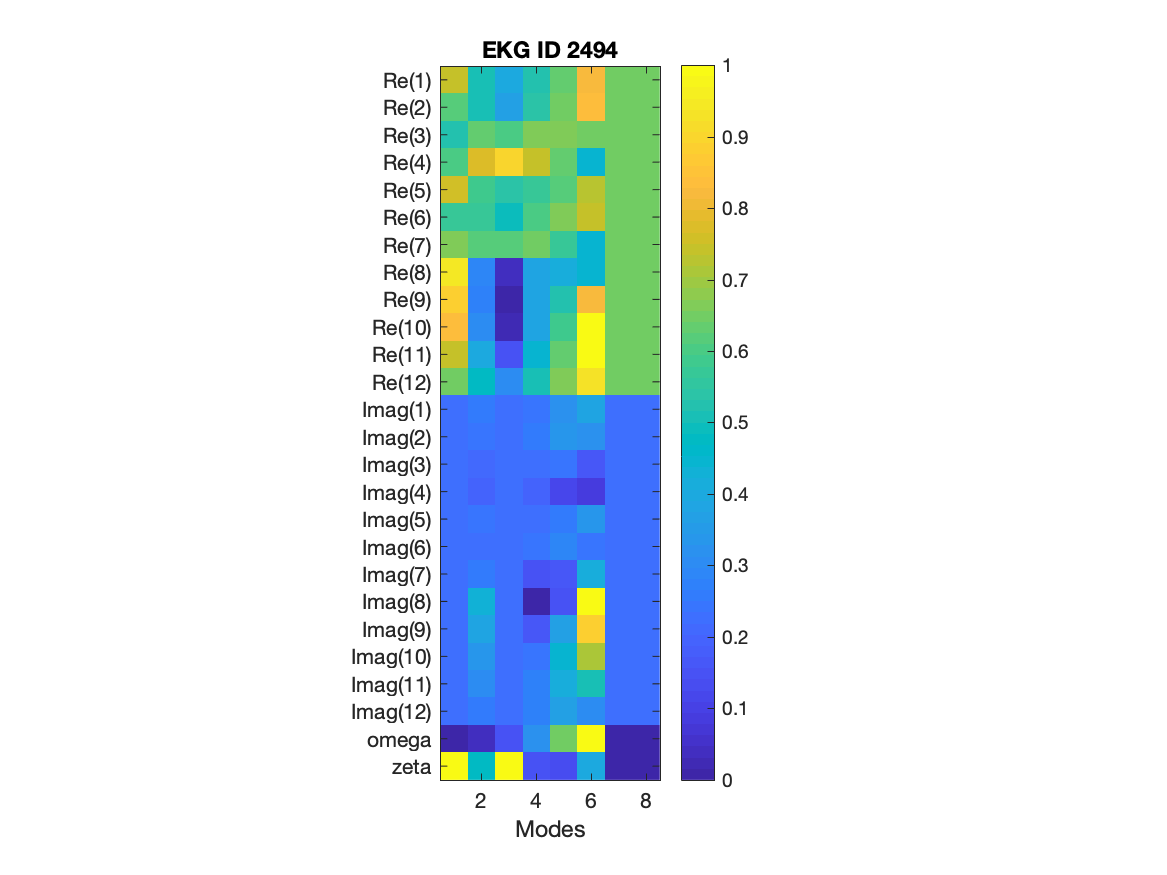 EKG ID 2494
Re(1)
Re(2)
Re(3)
Re(4)
Re(5)
Re(6)
Re(7)
Re(8)
Re(9)
Re(10)
Re(11)
Re(12)
Imag(1)
Imag(2)
Imag(3)
Imag(4)
Imag(5)
Imag(6)
Imag(7)
Imag(8)
Imag(9)
Imag(10)
Imag(11)
Imag(12)
omega
zeta
2 4 6 8
Modes
1
0.9
0.8
0.7
0.6
0.5
0.4
0.3
0.2
0.1
0